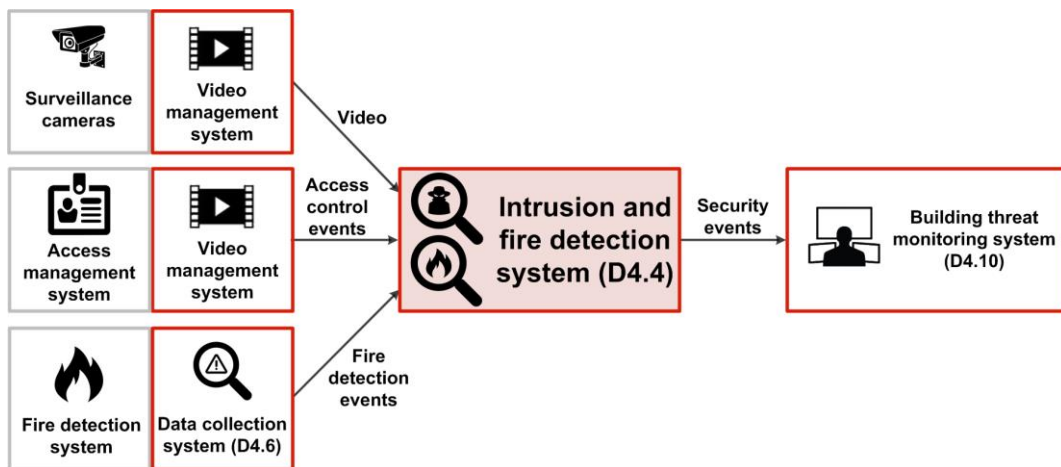 Surveillance
cameras
Video
management
system
Video
Access
management
system
Video
management
system
Access
control
events
Intrusion and
fire detection
system (D4.4)
Security
events
Building threat
monitoring system
(D4.10)
Fire detection
system
Data collection
system (D4.6)
Fire
detection
events